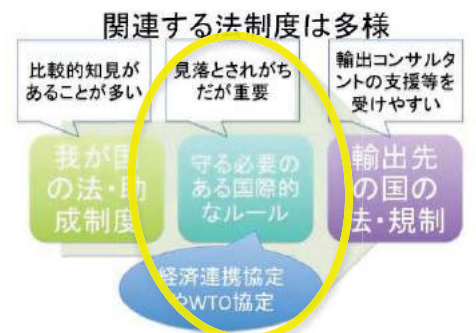 関連する法制度は多様
比較的知見が
あることが多い
見落とされがち
だが重要
輸出コンサルタ
ントの支援等を
受けやすい
我が国
の法・助
成制度
守る必要の
ある国際的
なルール
輸出先
の国の
法・規制
経済連携協定
やWTO協定